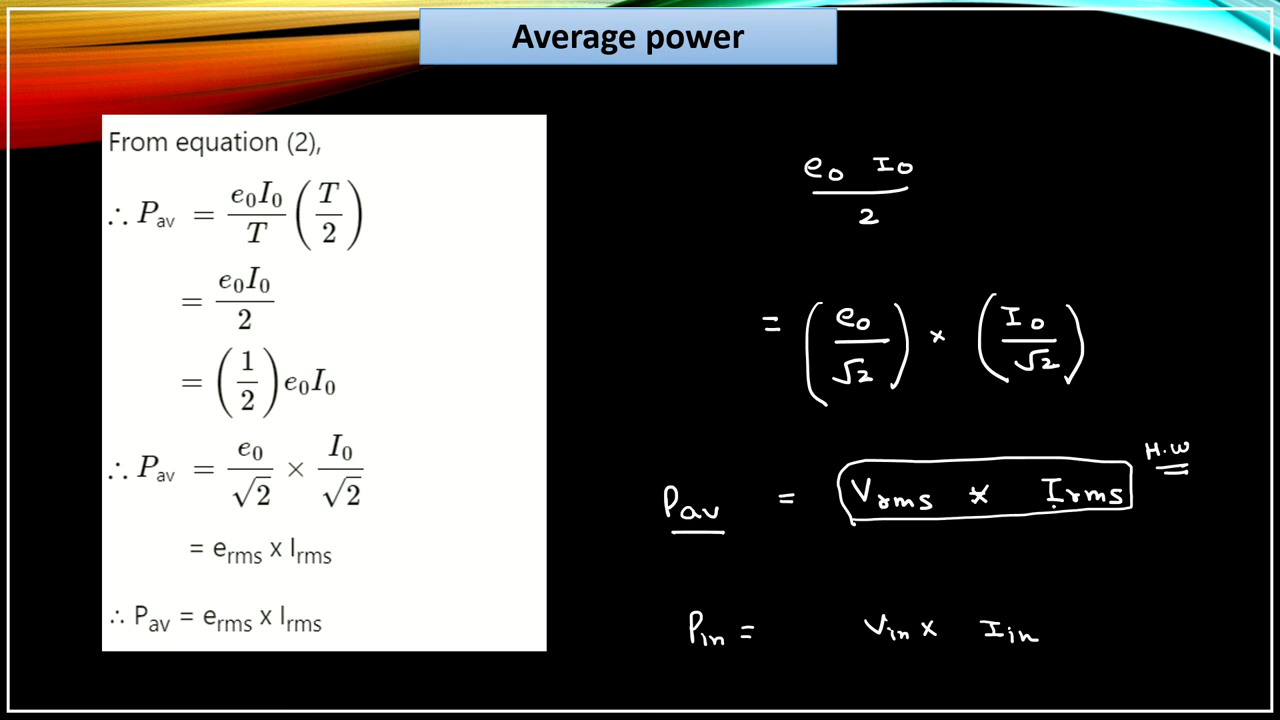 Average power
From equation (2),
∴ P_av = e₀I₀/T (T/2)
= e₀I₀/2
= (1/2) e₀I₀
∴ P_av = e₀/√2 × I₀/√2
= e_rms x I_rms
∴ P_av = e_rms x I_rms
e₀ I₀/2
= (e₀/√2) × (I₀/√2)
H.W
P_av = V_rms × I_rms
P_in = V_in × I_in